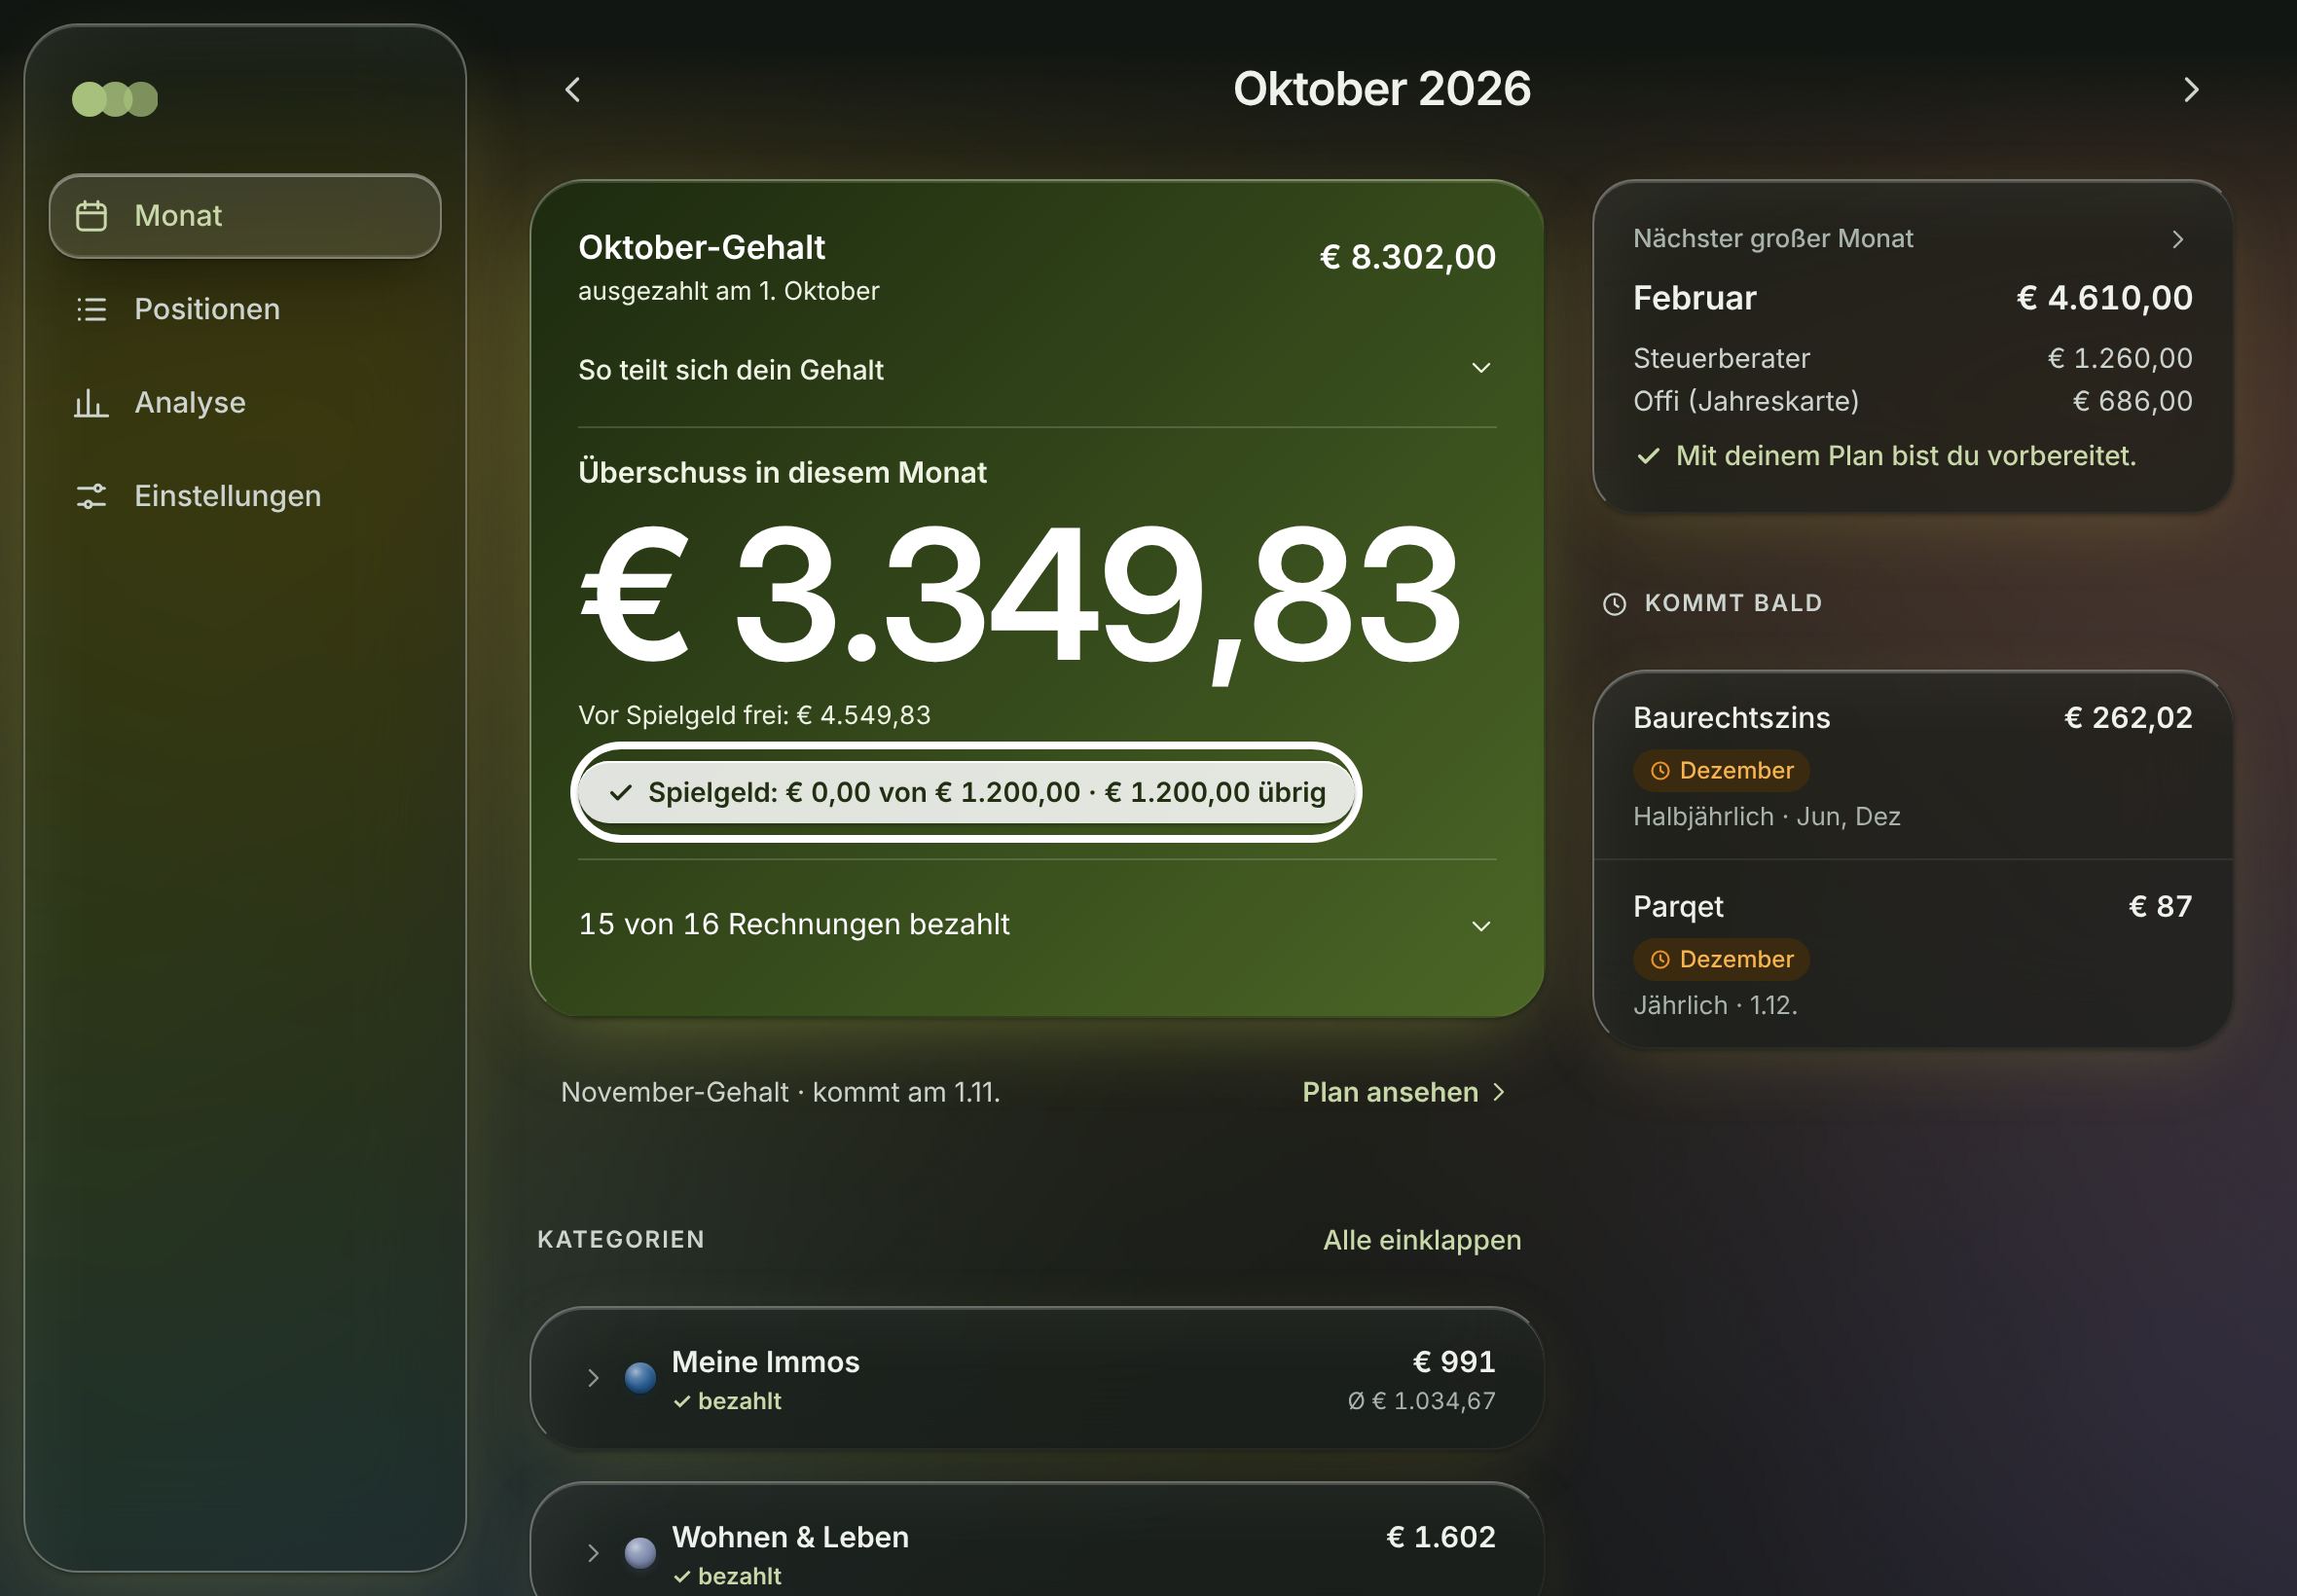 Monat
Positionen
Analyse
Einstellungen
Oktober 2026
Oktober-Gehalt
€ 8.302,00
ausgezahlt am 1. Oktober
So teilt sich dein Gehalt
Überschuss in diesem Monat
€ 3.349,83
Vor Spielgeld frei: € 4.549,83
Spielgeld: € 0,00 von € 1.200,00 · € 1.200,00 übrig
15 von 16 Rechnungen bezahlt
November-Gehalt · kommt am 1.11.
Plan ansehen
KATEGORIEN
Alle einklappen
Meine Immos
€ 991
bezahlt
Ø € 1.034,67
Wohnen & Leben
€ 1.602
bezahlt
Nächster großer Monat
Februar
€ 4.610,00
Steuerberater
€ 1.260,00
Offi (Jahreskarte)
€ 686,00
Mit deinem Plan bist du vorbereitet.
KOMMT BALD
Baurechtszins
€ 262,02
Dezember
Halbjährlich · Jun, Dez
Parqet
€ 87
Dezember
Jährlich · 1.12.